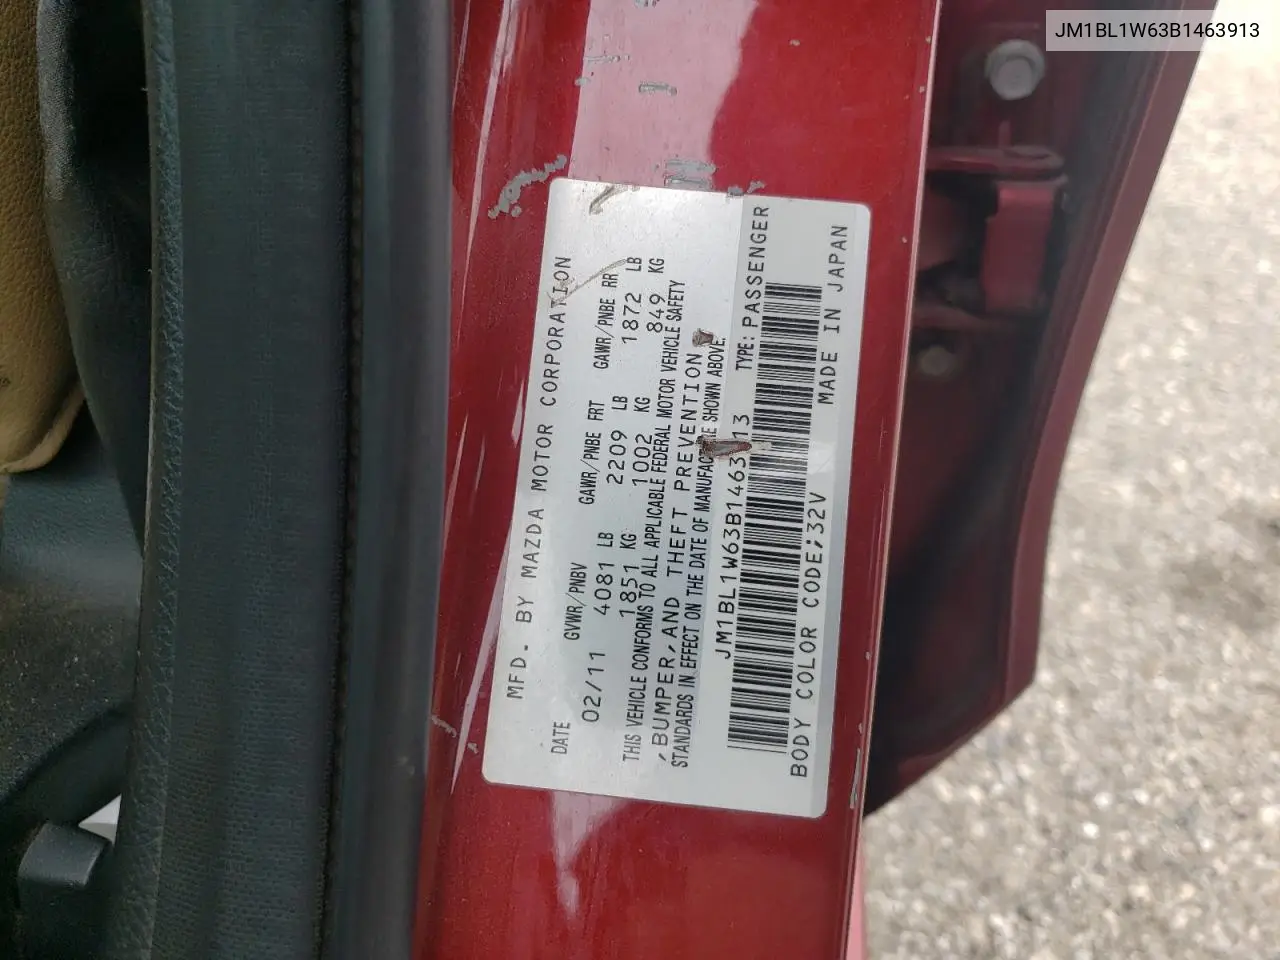 JM1BL1W63B1463913
MFD. BY MAZDA MOTOR CORPORATION
DATE GVWR/PNBV GAWR/PNBE FRT GAWR/PNBE RR
02/11 4081 LB 2209 LB 1872 LB
1851 KG 1002 KG 849 KG
THIS VEHICLE CONFORMS TO ALL APPLICABLE FEDERAL MOTOR VEHICLE SAFETY
,BUMPER,AND THEFT PREVENTION
STANDARDS IN EFFECT ON THE DATE OF SHOWN ABOVE.
JM1BL1W63B1463 13 TYPE: PASSENGER
BODY COLOR CODE;32V MADE IN JAPAN